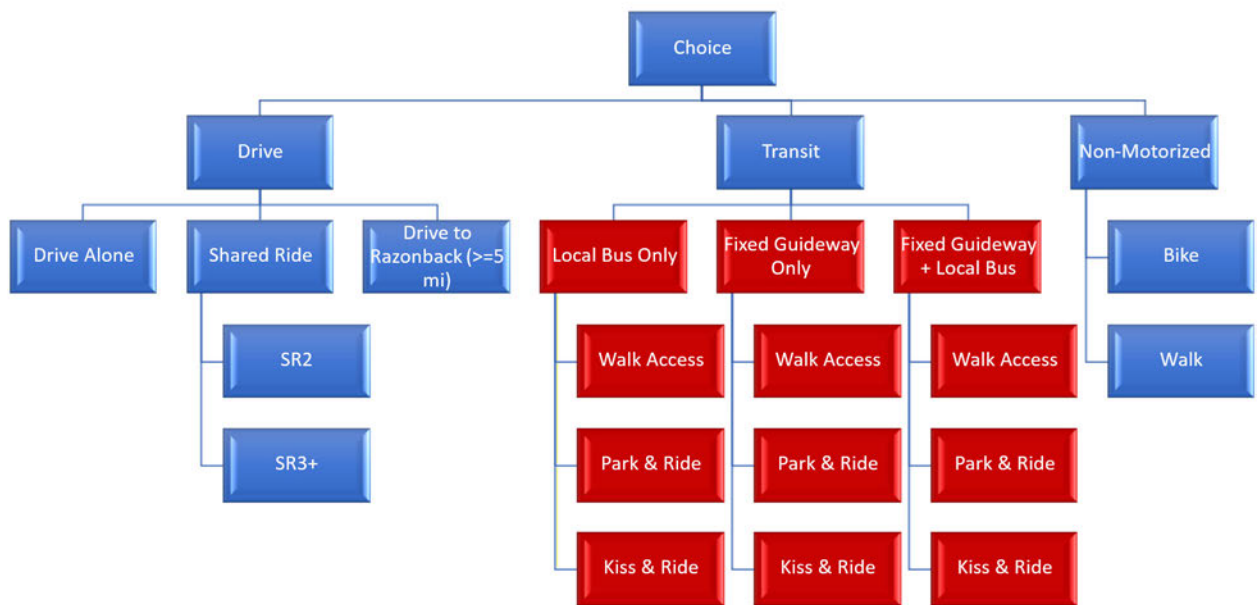 Choice
Drive
Transit
Non-Motorized
Drive Alone
Shared Ride
Drive to
Razonback (>=5
mi)
Local Bus Only
Fixed Guideway
Only
Fixed Guideway
+ Local Bus
Bike
SR2
Walk Access
Walk Access
Walk Access
Walk
SR3+
Park & Ride
Park & Ride
Park & Ride
Kiss & Ride
Kiss & Ride
Kiss & Ride